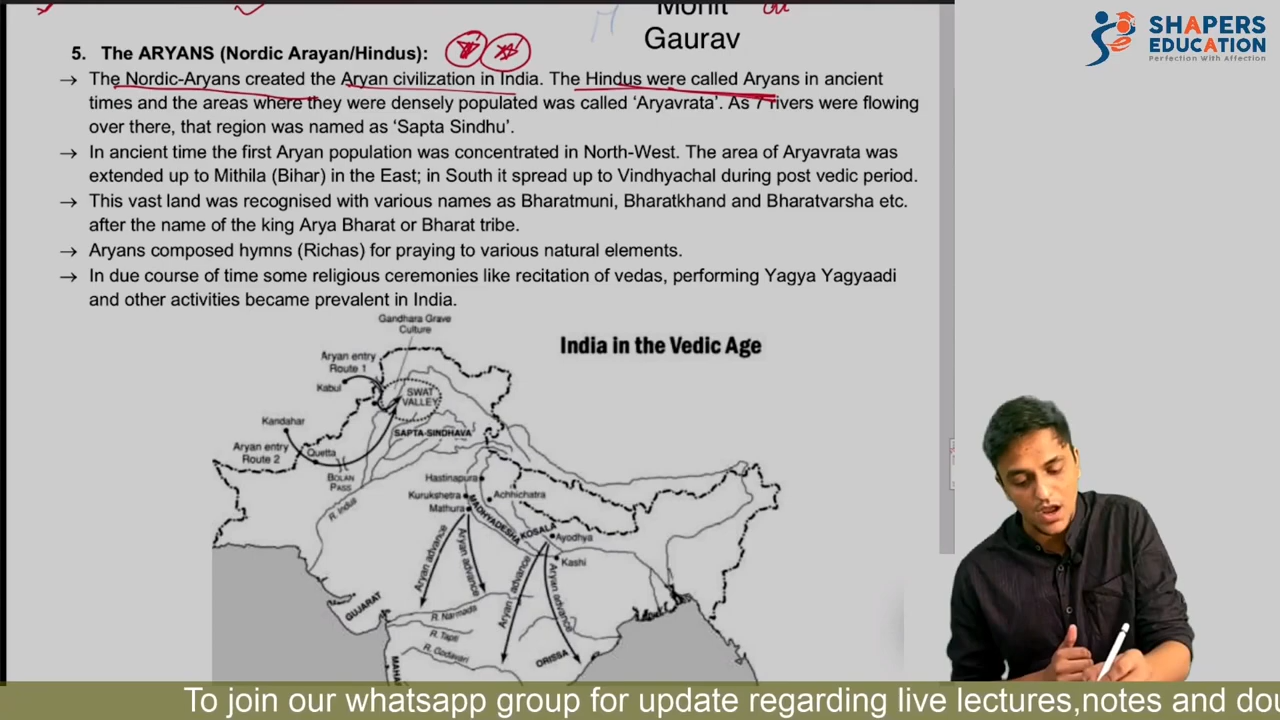 Mohit
Gaurav
SHAPERS
EDUCATION
Perfection With Affection
5. The ARYANS (Nordic Arayan/Hindus):
→ The Nordic-Aryans created the Aryan civilization in India. The Hindus were called Aryans in ancient
times and the areas where they were densely populated was called ‘Aryavrata’. As 7 rivers were flowing
over there, that region was named as ‘Sapta Sindhu’.
→ In ancient time the first Aryan population was concentrated in North-West. The area of Aryavrata was
extended up to Mithila (Bihar) in the East; in South it spread up to Vindhyachal during post vedic period.
→ This vast land was recognised with various names as Bharatmuni, Bharatkhand and Bharatvarsha etc.
after the name of the king Arya Bharat or Bharat tribe.
→ Aryans composed hymns (Richas) for praying to various natural elements.
→ In due course of time some religious ceremonies like recitation of vedas, performing Yagya Yagyaadi
and other activities became prevalent in India.
Gandhara Grave
Culture
India in the Vedic Age
Aryan entry
Route 1
Kabul
SWAT
VALLEY
Kandahar
SAPTA-SINDHAVA
Aryan entry
Route 2
Quetta
BOLAN
PASS
R. Indus
Hastinapura
Kurukshetra
Achhichatra
Mathura
MADHYADESHA
KOSALA
Ayodhya
Kashi
Aryan advance
Aryan advance
Aryan advance
Aryan advance
GUJARAT
R. Narmada
R. Tapti
R. Godavari
ORISSA
MAHA
To join our whatsapp group for update regarding live lectures,notes and dou